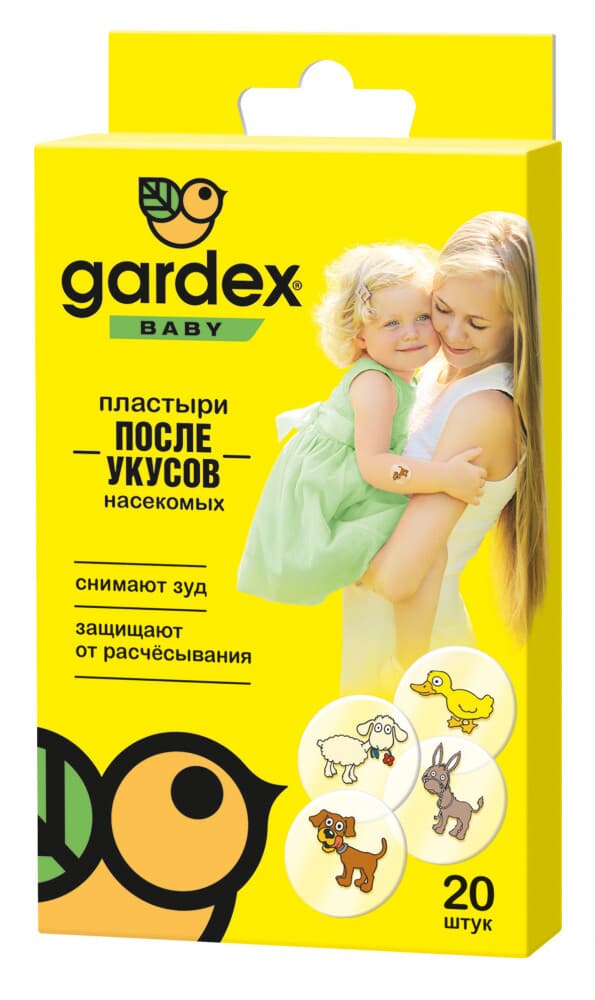 gardex®
BABY
пластыри
ПОСЛЕ
УКУСОВ
насекомых
снимают зуд
защищают
от расчёсывания
20
штук